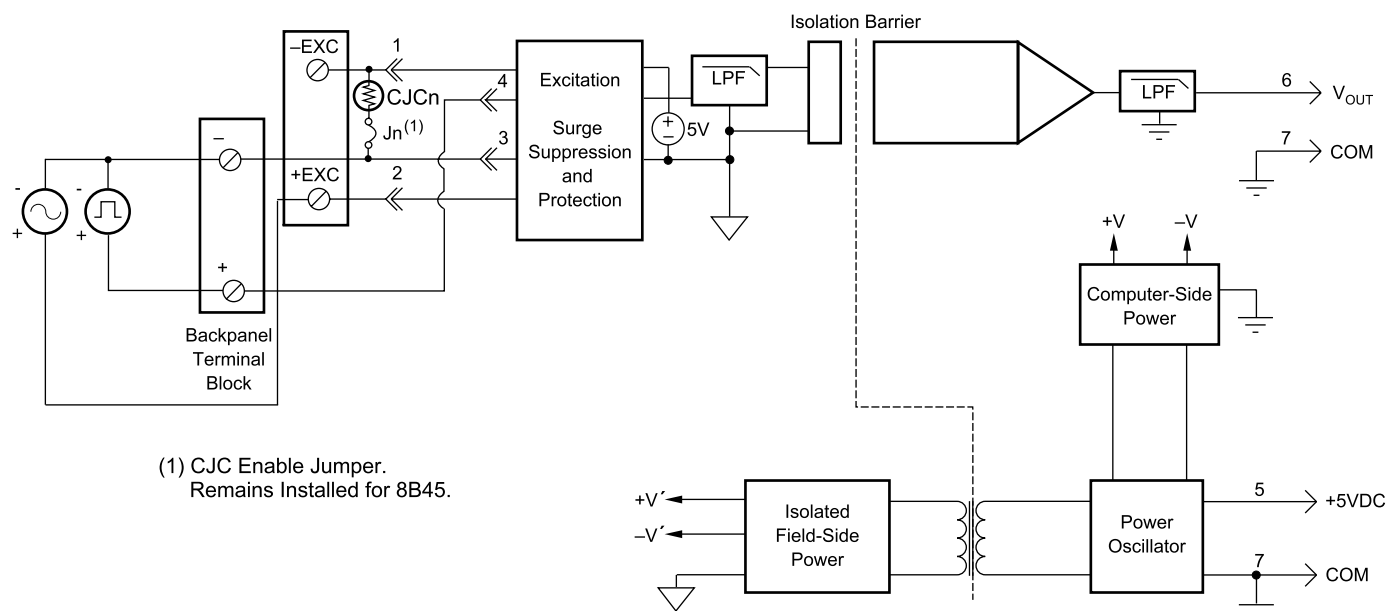 Isolation Barrier
–EXC
1
CJCn
Jn(1)
4
3
+EXC
2
Excitation
Surge
Suppression
and
Protection
LPF
+
–
5V
LPF
6
VOUT
7
COM
–
+
-
+
-
+
Backpanel
Terminal
Block
+V
–V
Computer-Side
Power
(1) CJC Enable Jumper.
Remains Installed for 8B45.
+V´
–V´
Isolated
Field-Side
Power
Power
Oscillator
5
+5VDC
7
COM